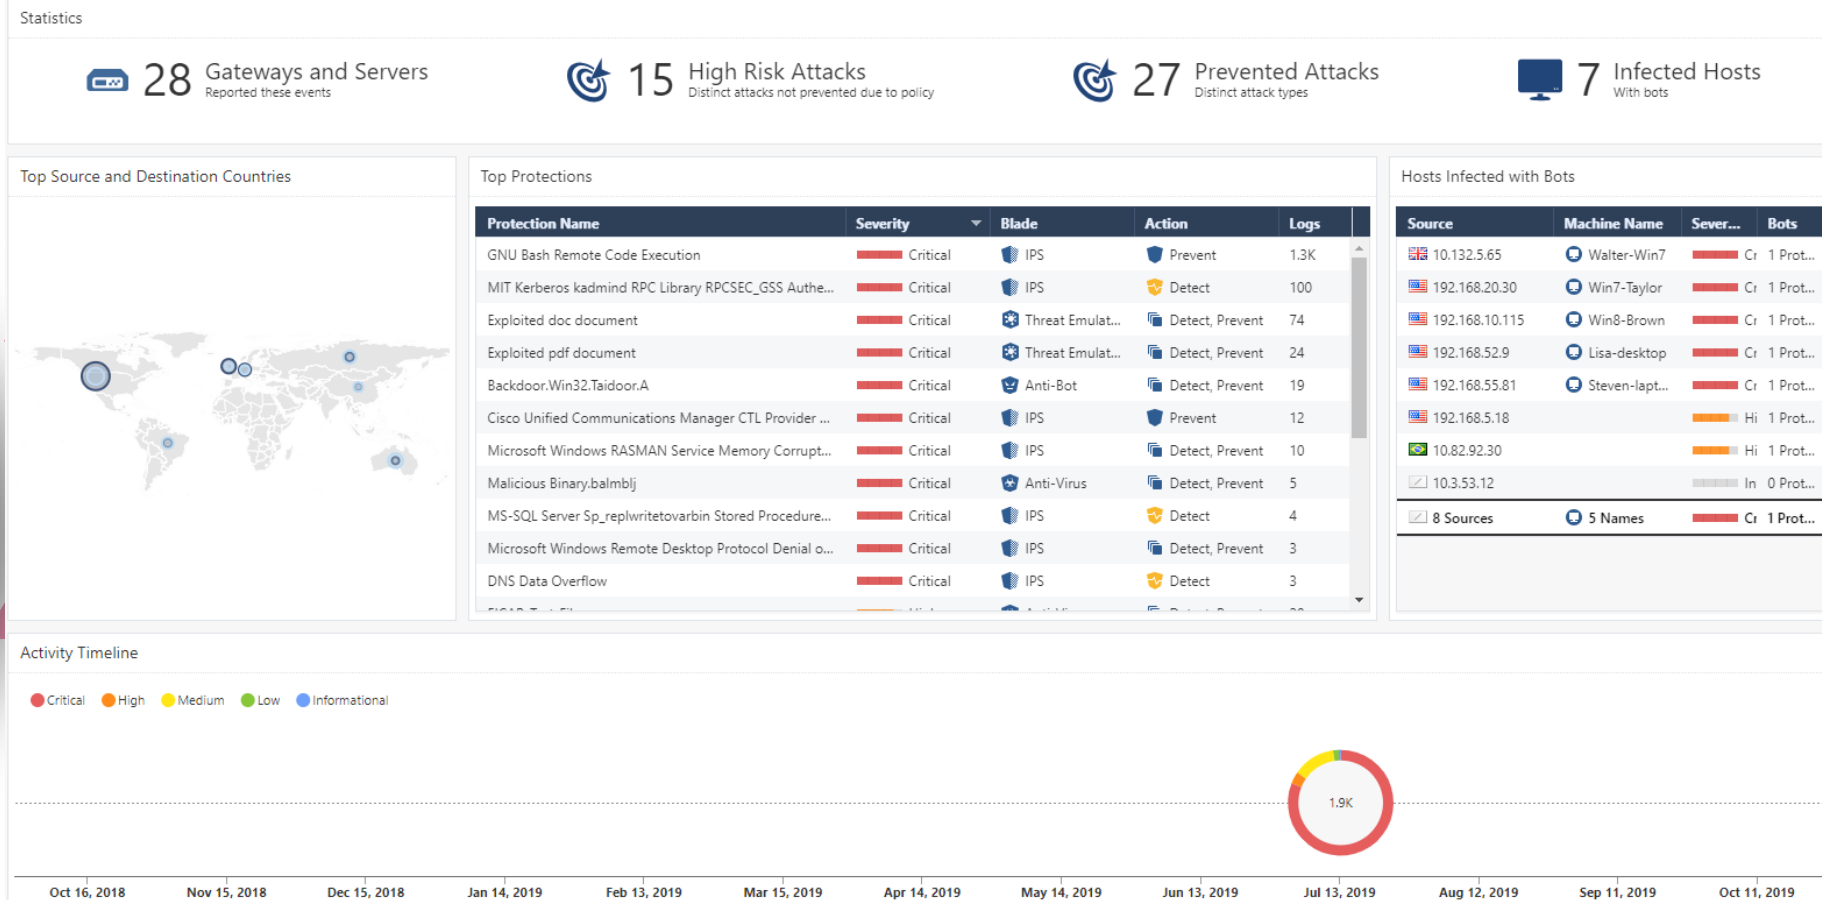 Statistics
28 Gateways and Servers
Reported these events
15 High Risk Attacks
Distinct attacks not prevented due to policy
27 Prevented Attacks
Distinct attack types
7 Infected Hosts
With bots
Top Source and Destination Countries
Top Protections
Protection Name Severity Blade Action Logs
GNU Bash Remote Code Execution Critical IPS Prevent 1.3K
MIT Kerberos kadmind RPC Library RPCSEC_GSS Authe... Critical IPS Detect 100
Exploited doc document Critical Threat Emulat... Detect, Prevent 74
Exploited pdf document Critical Threat Emulat... Detect, Prevent 24
Backdoor.Win32.Taidoor.A Critical Anti-Bot Detect, Prevent 19
Cisco Unified Communications Manager CTL Provider ... Critical IPS Prevent 12
Microsoft Windows RASMAN Service Memory Corrupt... Critical IPS Detect, Prevent 10
Malicious Binary.balmblj Critical Anti-Virus Detect, Prevent 5
MS-SQL Server Sp_replwritetovarbin Stored Procedure... Critical IPS Detect 4
Microsoft Windows Remote Desktop Protocol Denial o... Critical IPS Detect, Prevent 3
DNS Data Overflow Critical IPS Detect 3
Hosts Infected with Bots
Source Machine Name Sever... Bots
10.132.5.65 Walter-Win7 Cr 1 Prot...
192.168.20.30 Win7-Taylor Cr 1 Prot...
192.168.10.115 Win8-Brown Cr 1 Prot...
192.168.52.9 Lisa-desktop Cr 1 Prot...
192.168.55.81 Steven-lapt... Cr 1 Prot...
192.168.5.18 Hi 1 Prot...
10.82.92.30 Hi 1 Prot...
10.3.53.12 In 0 Prot...
8 Sources 5 Names Cr 1 Prot...
Activity Timeline
Critical High Medium Low Informational
1.9K
Oct 16, 2018 Nov 15, 2018 Dec 15, 2018 Jan 14, 2019 Feb 13, 2019 Mar 15, 2019 Apr 14, 2019 May 14, 2019 Jun 13, 2019 Jul 13, 2019 Aug 12, 2019 Sep 11, 2019 Oct 11, 2019